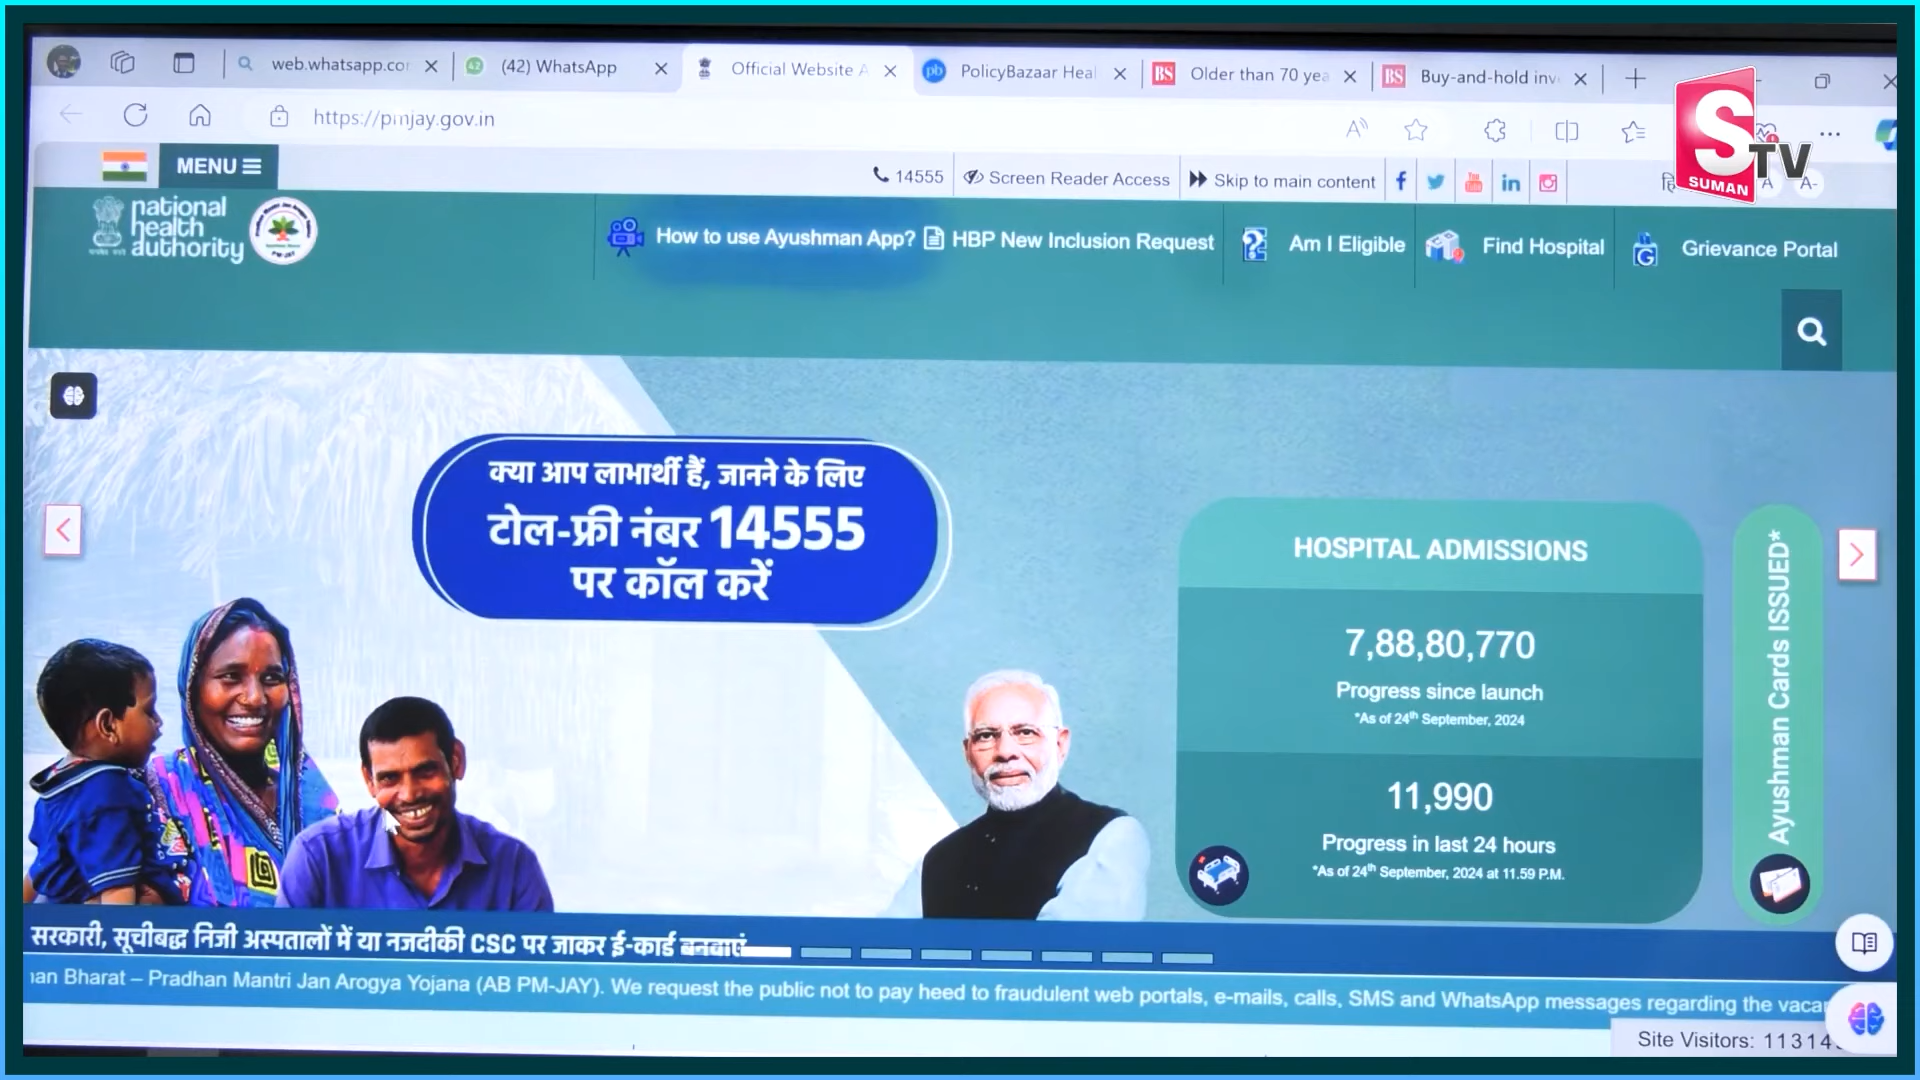 web.whatsapp.co
(42) WhatsApp
Official Website A
pb
PolicyBazaar Heal
BS
Older than 70 yea
BS
Buy-and-hold inv
https://pmjay.gov.in
S TV
SUMAN
MENU
14555
Screen Reader Access
Skip to main content
A
A-
national
health
authority
How to use Ayushman App?
HBP New Inclusion Request
Am I Eligible
Find Hospital
Grievance Portal
क्या आप लाभार्थी हैं, जानने के लिए
टोल-फ्री नंबर 14555
पर कॉल करें
HOSPITAL ADMISSIONS
7,88,80,770
Progress since launch
*As of 24th September, 2024
11,990
Progress in last 24 hours
*As of 24th September, 2024 at 11.59 P.M.
Ayushman Cards ISSUED*
सरकारी, सूचीबद्ध निजी अस्पतालों में या नजदीकी CSC पर जाकर ई-कार्ड बनवाएं
an Bharat – Pradhan Mantri Jan Arogya Yojana (AB PM-JAY). We request the public not to pay heed to fraudulent web portals, e-mails, calls, SMS and WhatsApp messages regarding the vaca
Site Visitors: 11314